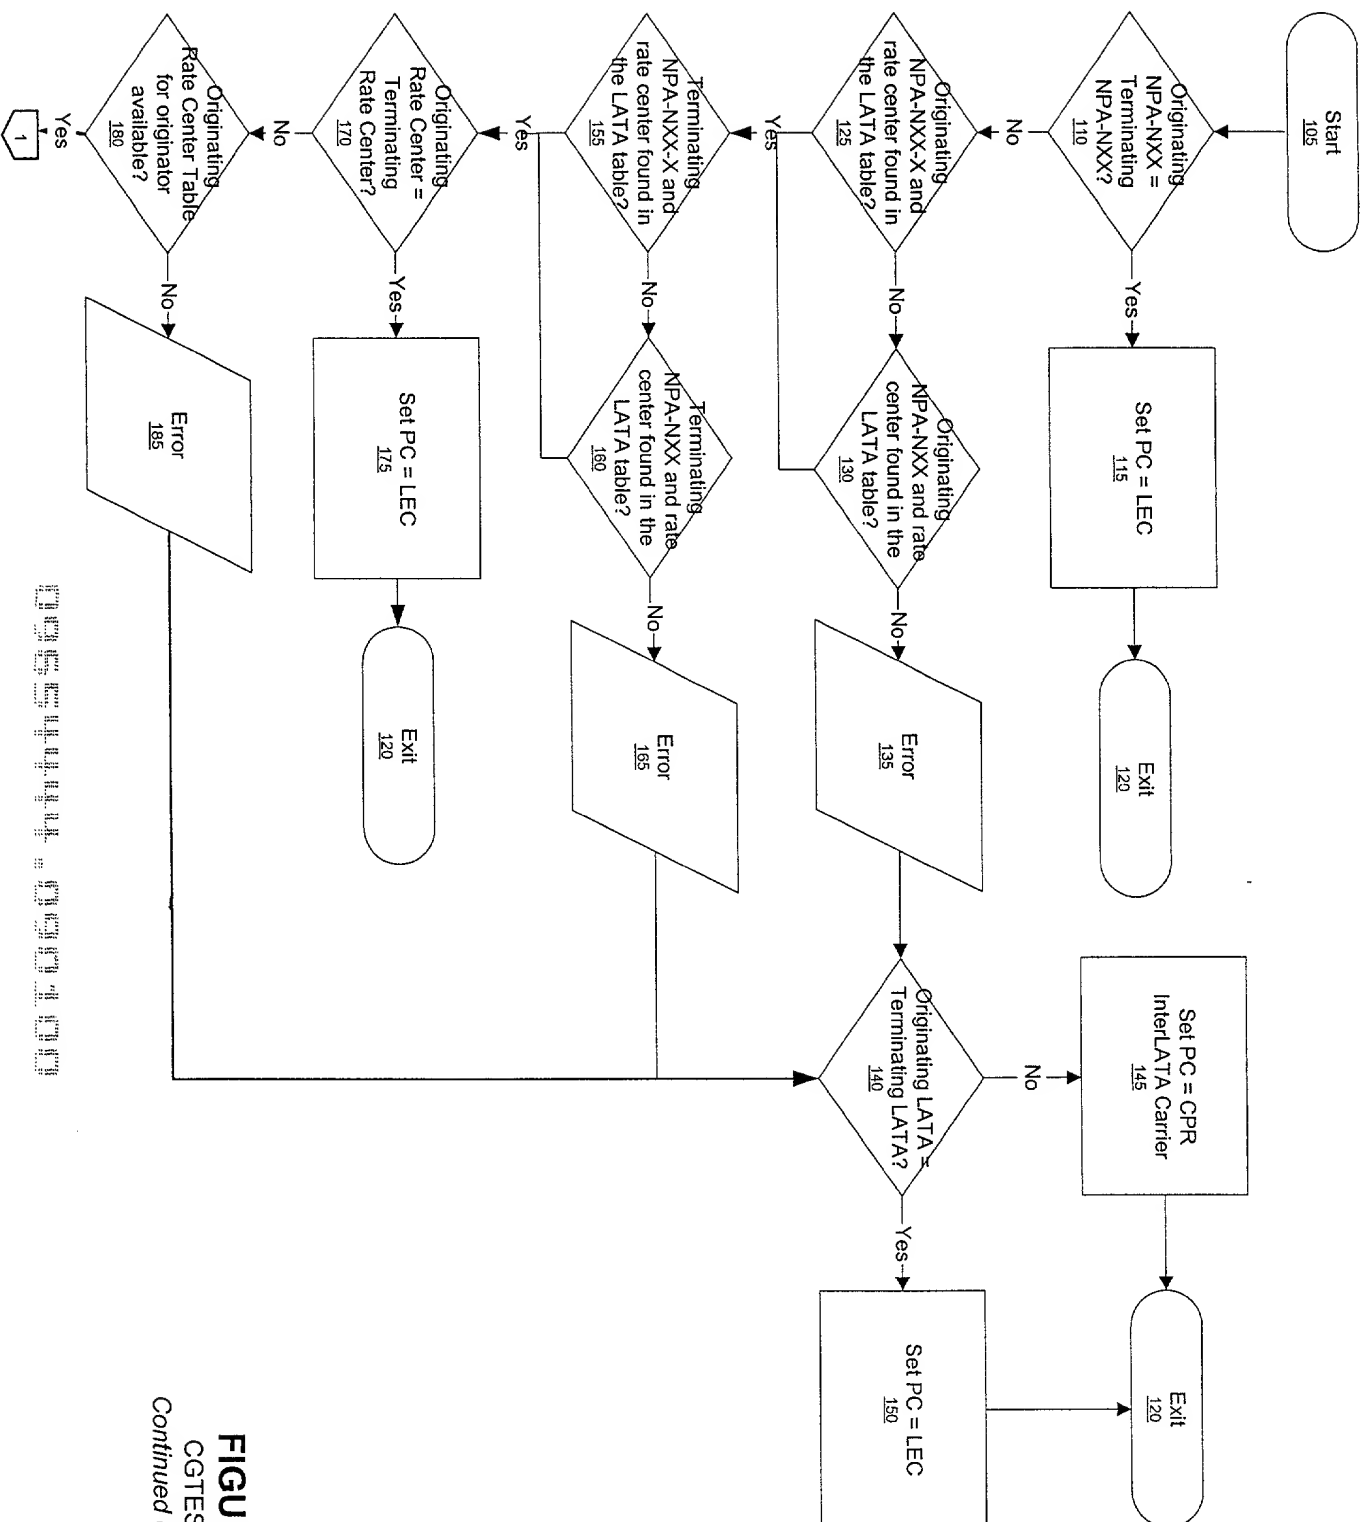 Start
105
Originating
NPA-NXX =
Terminating
NPA-NXX?
110
Yes
Set PC = LEC
115
Exit
120
No
Originating
NPA-NXX-X and
rate center found in
the LATA table?
125
No
Originating
NPA-NXX and rate
center found in the
LATA table?
130
No
Error
135
Originating LATA =
Terminating LATA?
140
No
Set PC = CPR
InterLATA Carrier
145
Exit
120
Yes
Set PC = LEC
150
Yes
Terminating
NPA-NXX-X and
rate center found in
the LATA table?
155
No
Terminating
NPA-NXX and rate
center found in the
LATA table?
160
No
Error
165
Yes
Originating
Rate Center =
Terminating
Rate Center?
170
Yes
Set PC = LEC
175
Exit
120
No
Originating
Rate Center Table
for originator
available?
180
No
Error
185
Yes
1
FIGU
CGTES
Continued